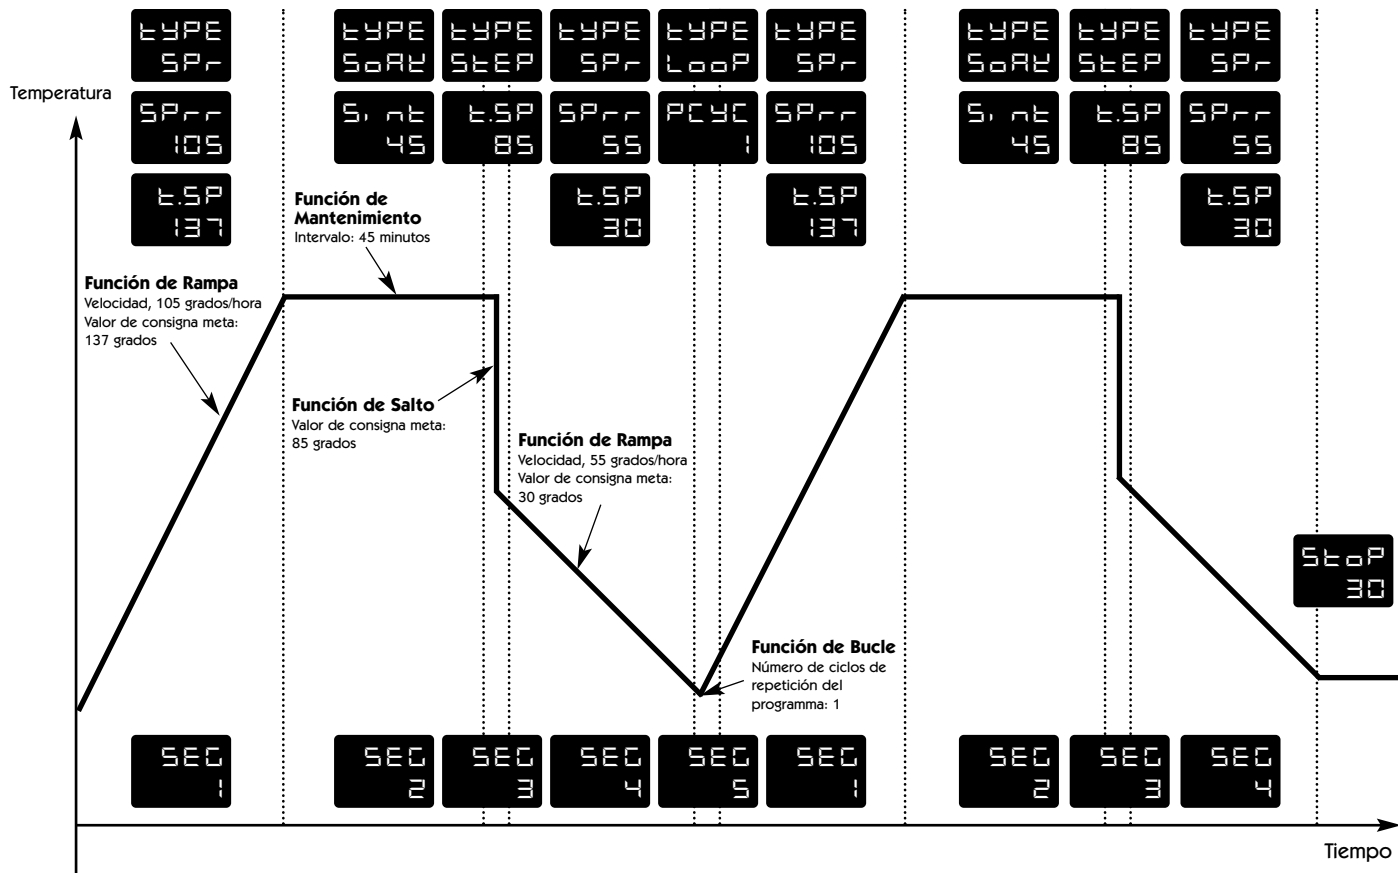 tYPE
SPr
tYPE
SoAK
tYPE
StEP
tYPE
SPr
tYPE
LooP
tYPE
SPr
tYPE
SoAK
tYPE
StEP
tYPE
SPr
Temperatura
SPrr
105
S,nt
45
t.SP
85
SPrr
55
PCYC
1
SPrr
105
S,nt
45
t.SP
85
SPrr
55
t.SP
137
t.SP
30
t.SP
137
t.SP
30
Función de
Mantenimiento
Intervalo: 45 minutos
Función de Rampa
Velocidad, 105 grados/hora
Valor de consigna meta:
137 grados
Función de Salto
Valor de consigna meta:
85 grados
Función de Rampa
Velocidad, 55 grados/hora
Valor de consigna meta:
30 grados
StoP
30
Función de Bucle
Número de ciclos de
repetición del
programa: 1
SEG
1
SEG
2
SEG
3
SEG
4
SEG
5
SEG
1
SEG
2
SEG
3
SEG
4
Tiempo